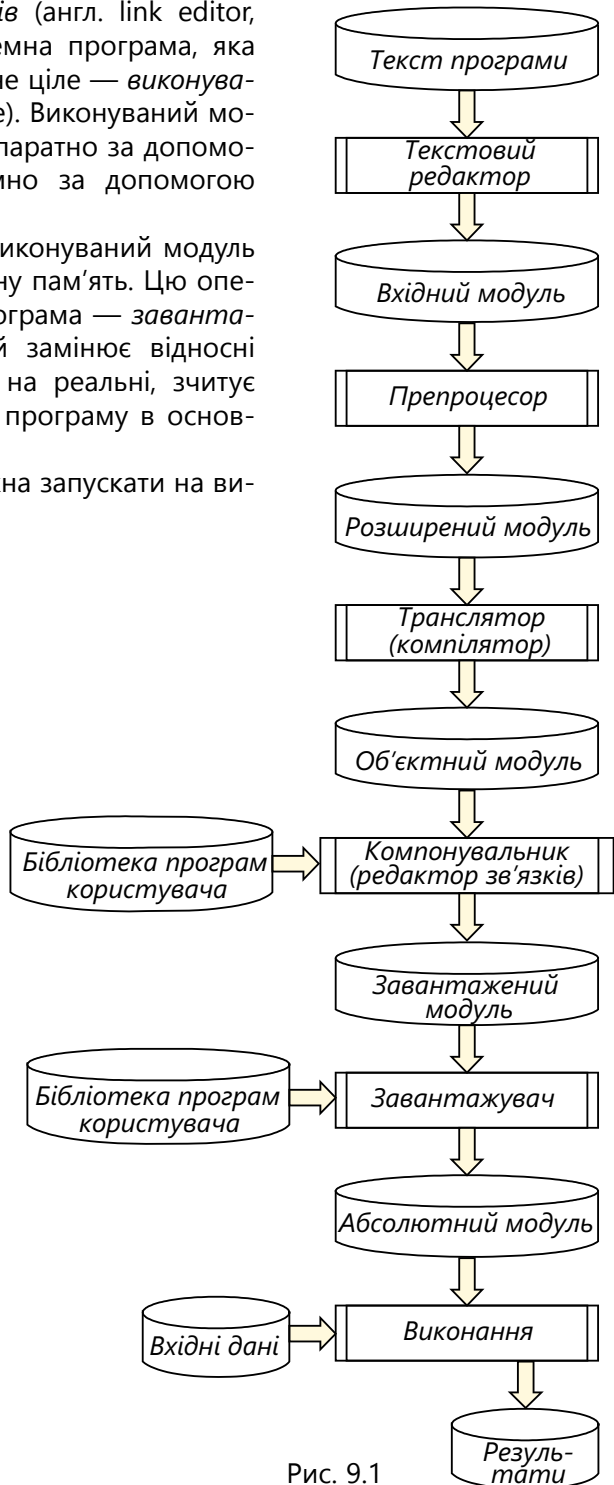 ів (англ. link editor,
емна програма, яка
не ціле — виконува-
е). Виконуваний мо-
паратно за допомо-
мно за допомогою
виконуваний модуль
ну пам’ять. Цю опе-
ограма — заванта-
й замінює відносні
на реальні, зчитує
програму в основ-
на запускати на ви-
Текст програми
Текстовий
редактор
Вхідний модуль
Препроцесор
Розширений модуль
Транслятор
(компілятор)
Об’єктний модуль
Бібліотека програм
користувача
Компонувальник
(редактор зв’язків)
Завантажений
модуль
Бібліотека програм
користувача
Завантажувач
Абсолютний модуль
Вхідні дані
Виконання
Резуль-
тати
Рис. 9.1